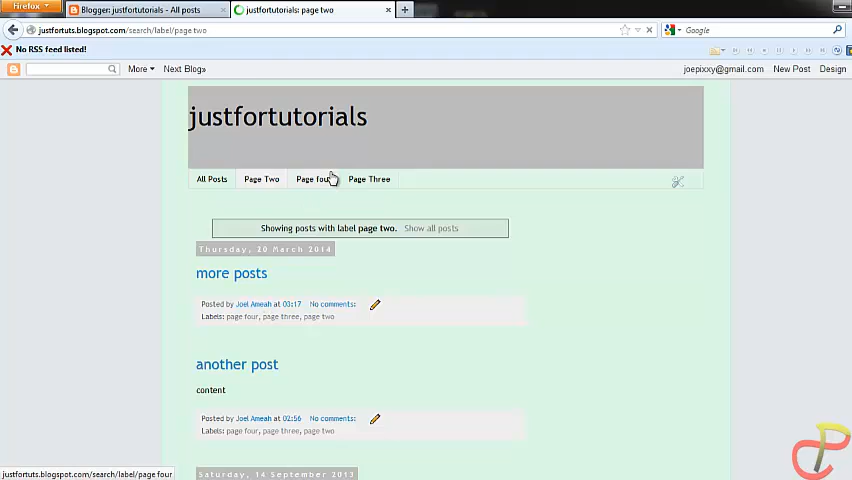 Firefox
Blogger: justfortutorials - All posts
justfortutorials: page two
justfortuts.blogspot.com/search/label/page two
Google
No RSS feed listed!
More
Next Blog»
joepixxy@gmail.com
New Post
Design
justfortutorials
All Posts
Page Two
Page four
Page Three
Showing posts with label page two. Show all posts
Thursday, 20 March 2014
more posts
Posted by Joel Ameah at 03:17 No comments:
Labels: page four, page three, page two
another post
content
Posted by Joel Ameah at 02:56 No comments:
Labels: page four, page three, page two
Saturday, 14 September 2013
justfortuts.blogspot.com/search/label/page four